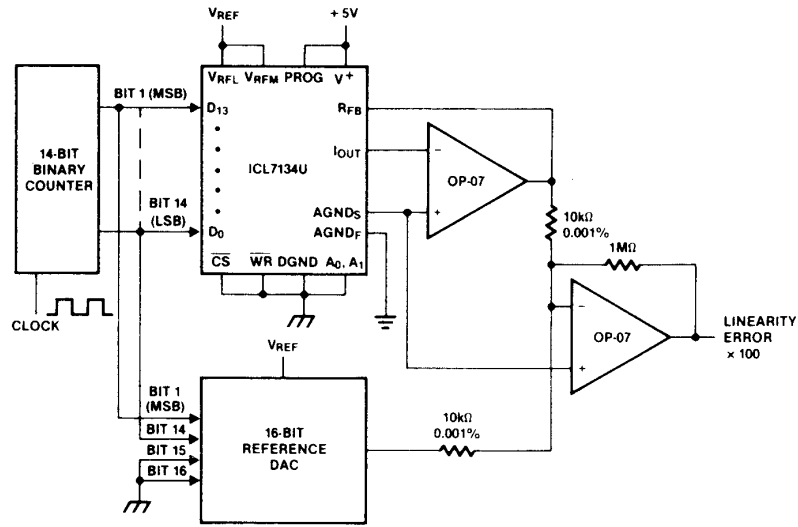 V_REF
+ 5V
V_RFL V_RFM PROG V+
BIT 1 (MSB)
D13
R_FB
14-BIT
BINARY
COUNTER
ICL7134U
I_OUT
−
OP-07
+
BIT 14
(LSB)
D0
AGND_S
AGND_F
CS WR DGND A0, A1
10kΩ
0.001%
1MΩ
CLOCK
−
OP-07
+
LINEARITY
ERROR
× 100
V_REF
BIT 1
(MSB)
BIT 14
BIT 15
BIT 16
16-BIT
REFERENCE
DAC
10kΩ
0.001%